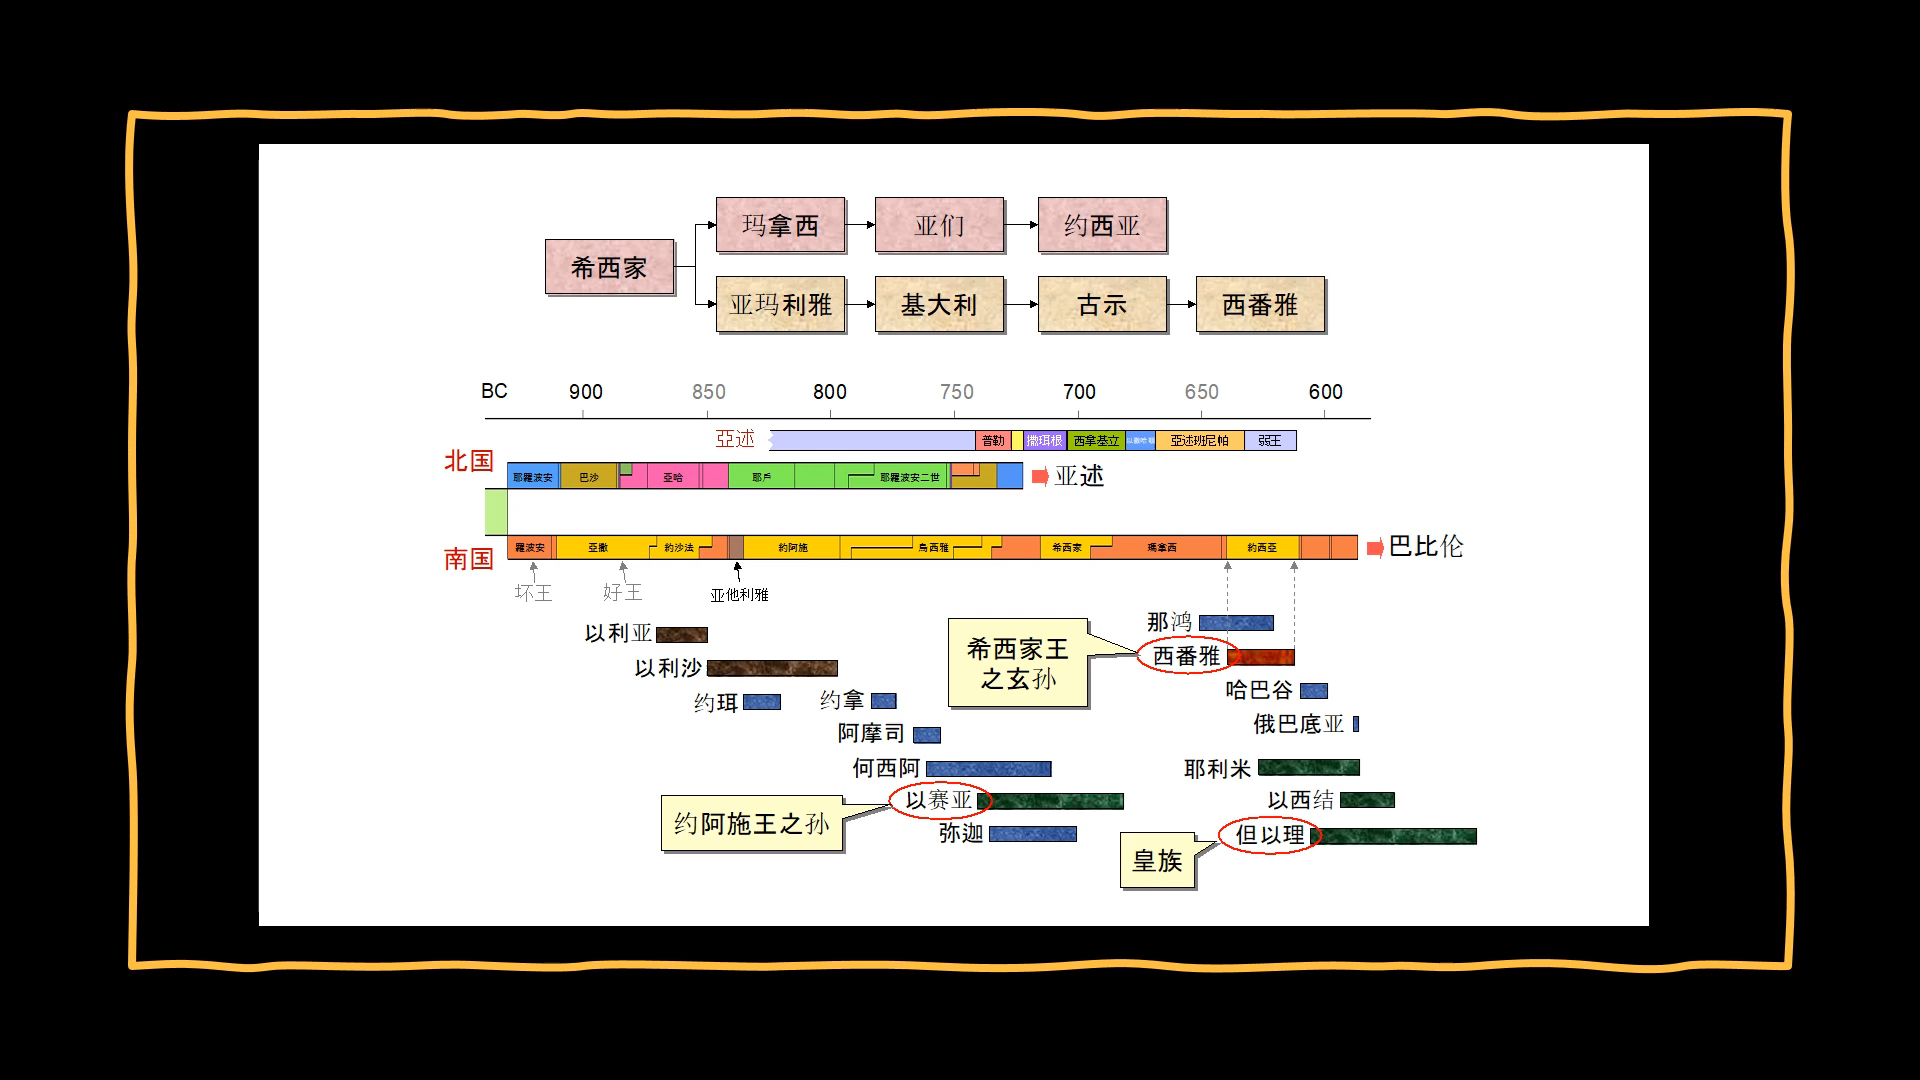 希西家
玛拿西
亚们
约西亚
亚玛利雅
基大利
古示
西番雅
BC 900 850 800 750 700 650 600
亞述
普勒
撒珥根
西拿基立
亞述班尼帕
弱王
北国
耶羅波安
巴沙
亞哈
耶戶
耶羅波安二世
亚述
南国
羅波安
亞撒
約沙法
約阿施
烏西雅
希西家
瑪拿西
約西亞
巴比伦
坏王
好王
亚他利雅
以利亚
以利沙
约珥
约拿
阿摩司
何西阿
以赛亚
弥迦
约阿施王之孙
希西家王
之玄孙
那鸿
西番雅
哈巴谷
俄巴底亚
耶利米
以西结
但以理
皇族